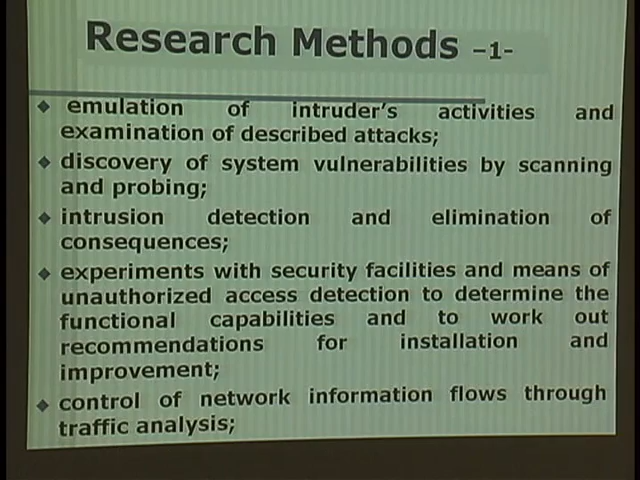 Research Methods –1-
emulation of intruder's activities and
examination of described attacks;
discovery of system vulnerabilities by scanning
and probing;
intrusion detection and elimination of
consequences;
experiments with security facilities and means of
unauthorized access detection to determine the
functional capabilities and to work out
recommendations for installation and
improvement;
control of network information flows through
traffic analysis;